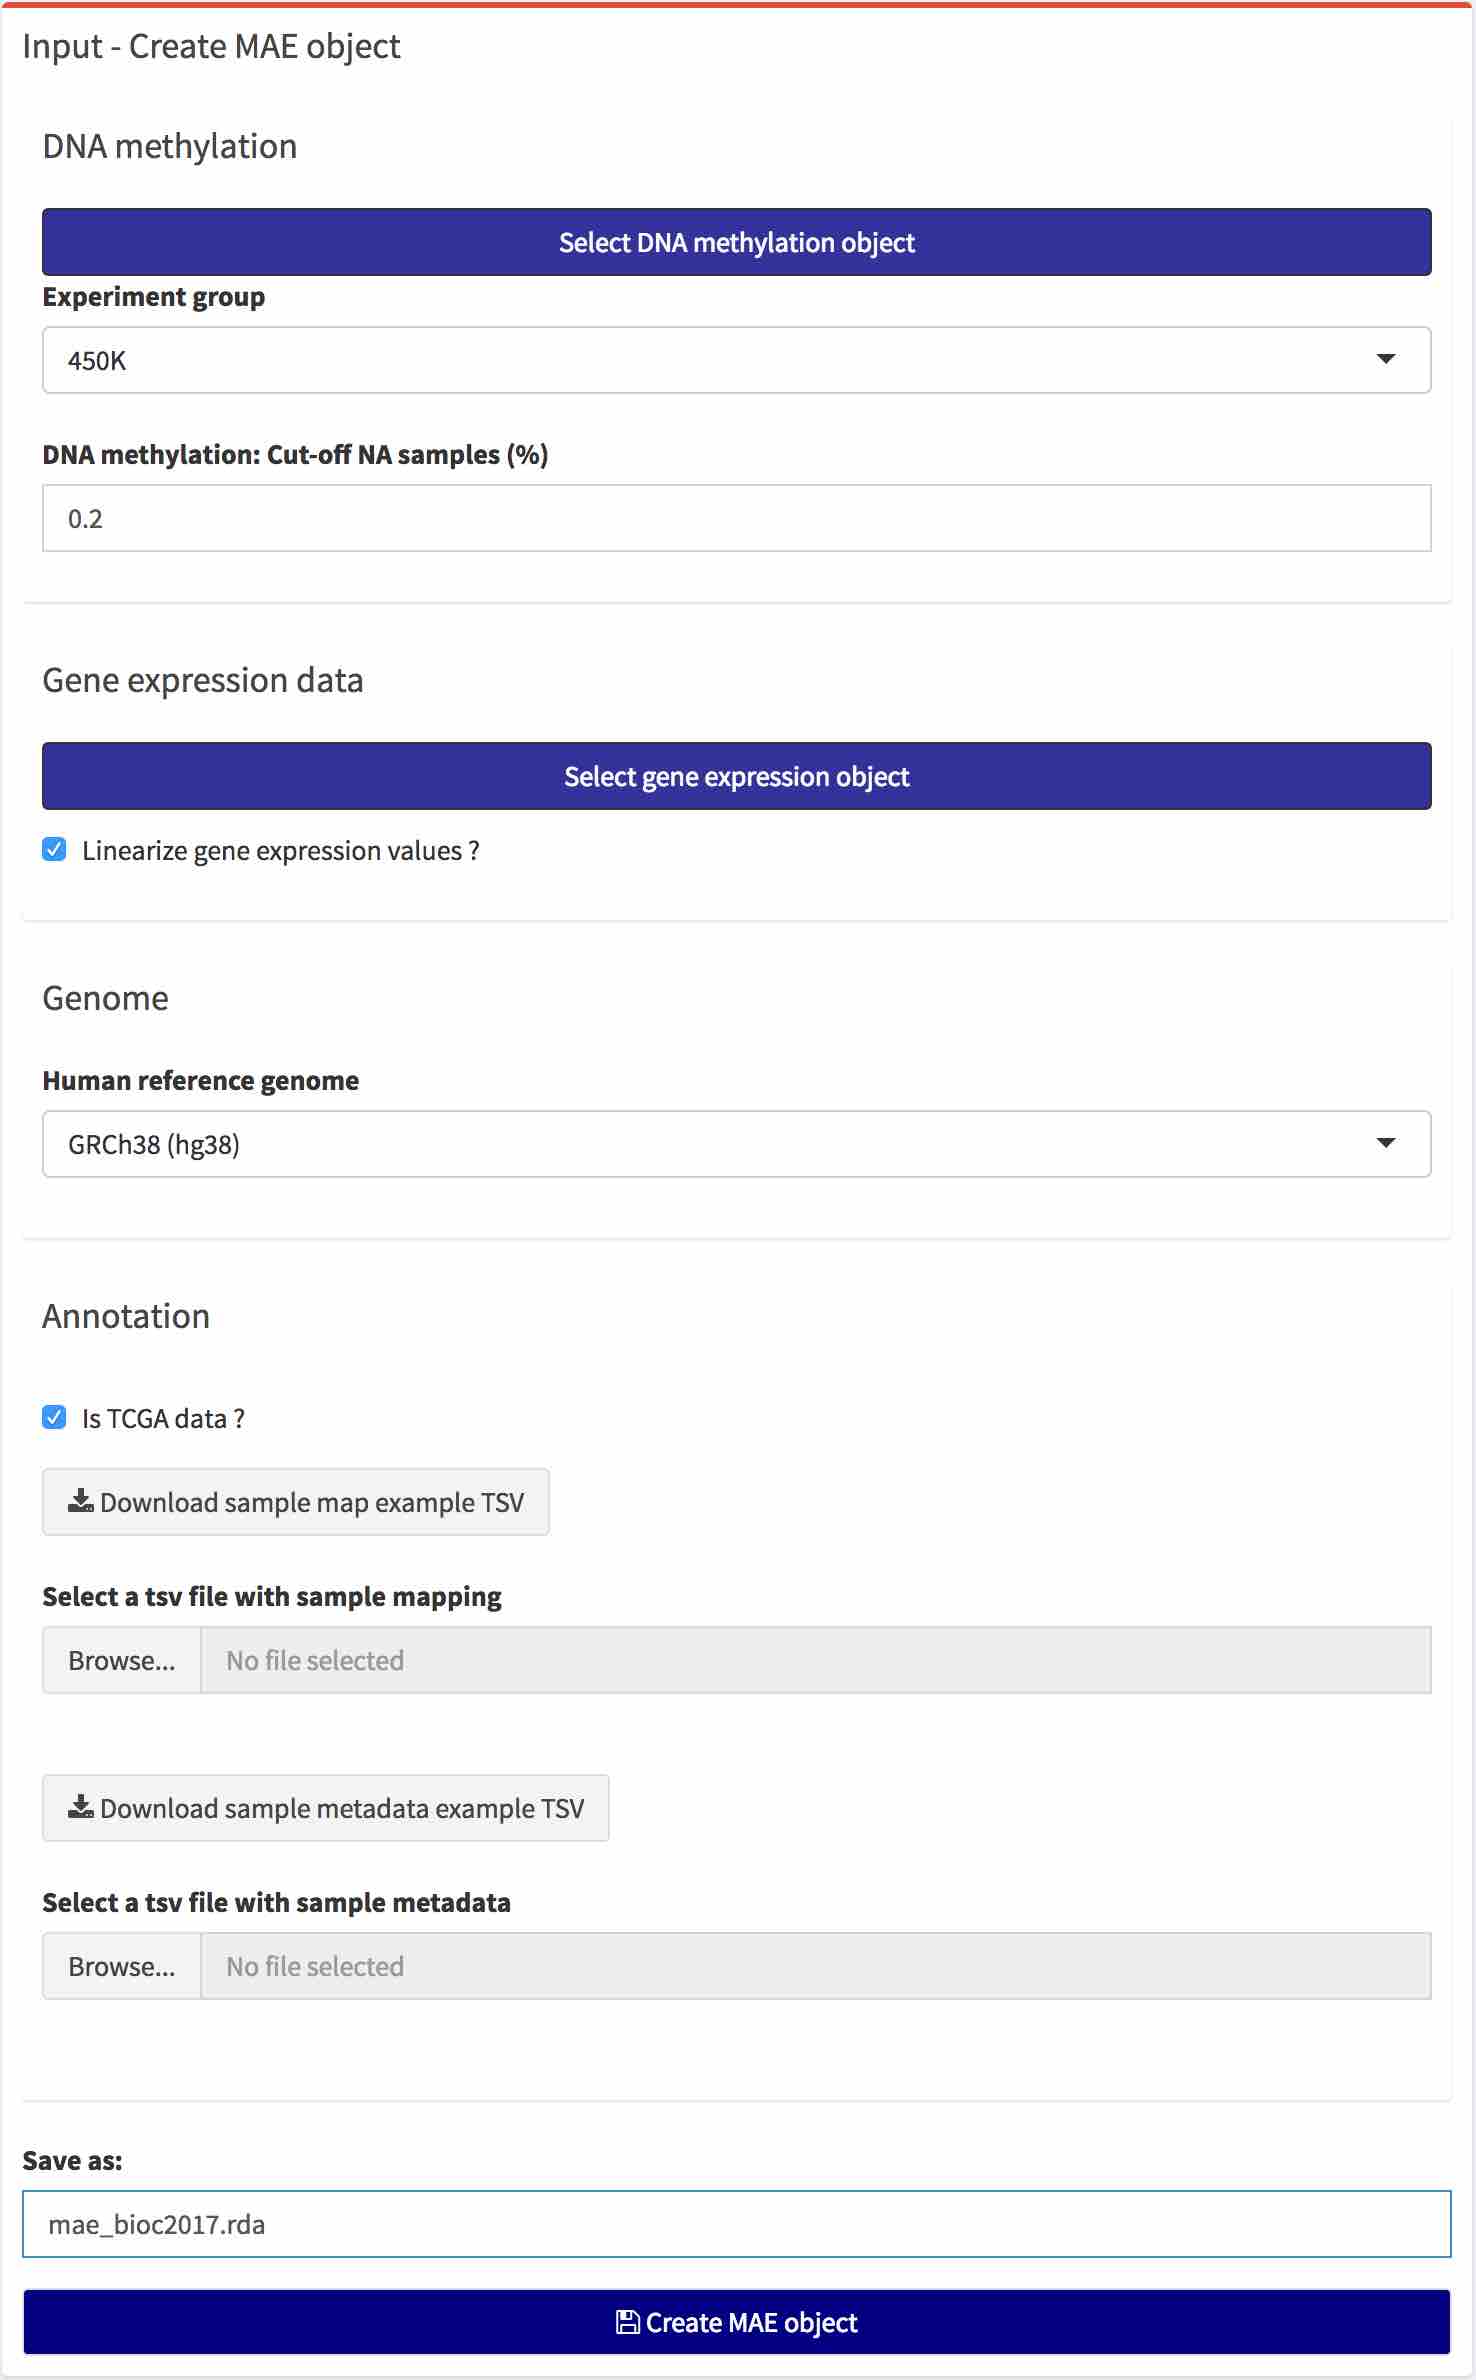 Input - Create MAE object
DNA methylation
Select DNA methylation object
Experiment group
450K
DNA methylation: Cut-off NA samples (%)
0.2
Gene expression data
Select gene expression object
Linearize gene expression values ?
Genome
Human reference genome
GRCh38 (hg38)
Annotation
Is TCGA data ?
Download sample map example TSV
Select a tsv file with sample mapping
Browse... No file selected
Download sample metadata example TSV
Select a tsv file with sample metadata
Browse... No file selected
Save as:
mae_bioc2017.rda
Create MAE object